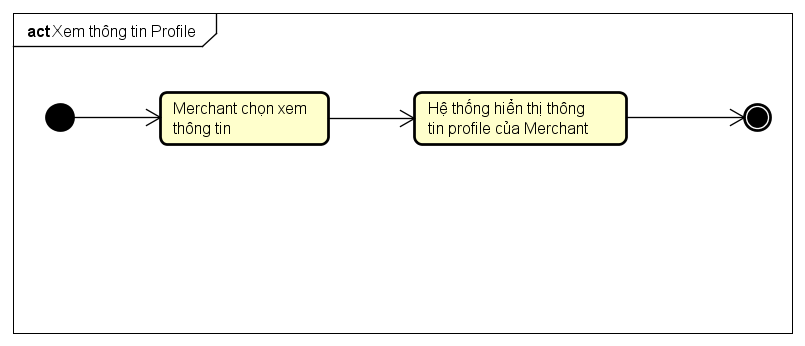 act Xem thông tin Profile
Merchant chọn xem
thông tin
Hệ thống hiển thị thông
tin profile của Merchant